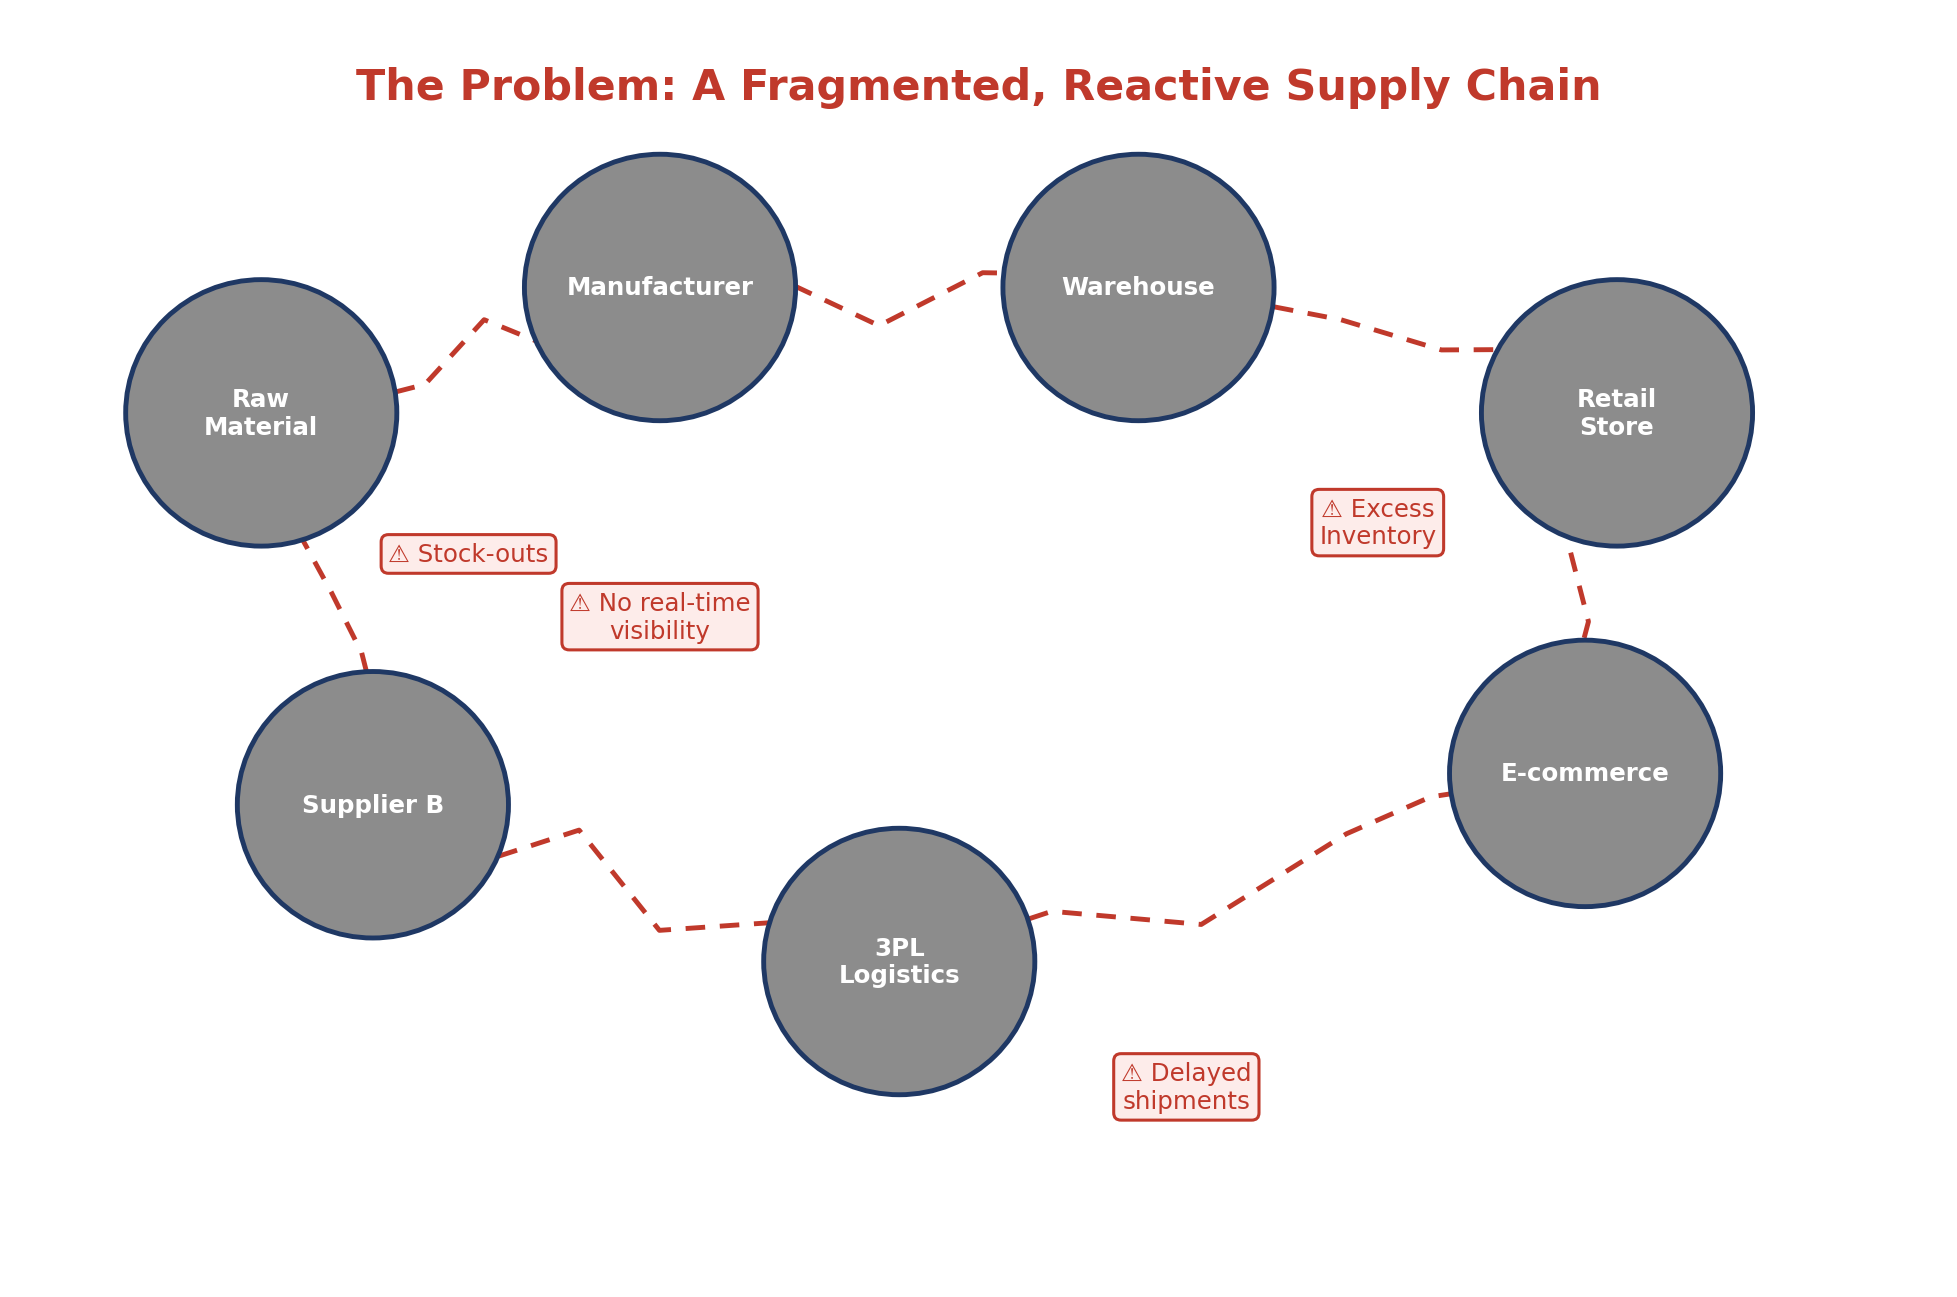 The Problem: A Fragmented, Reactive Supply Chain
Manufacturer
Warehouse
Raw
Material
Retail
Store
⚠ Excess
Inventory
⚠ Stock-outs
⚠ No real-time
visibility
E-commerce
Supplier B
3PL
Logistics
⚠ Delayed
shipments